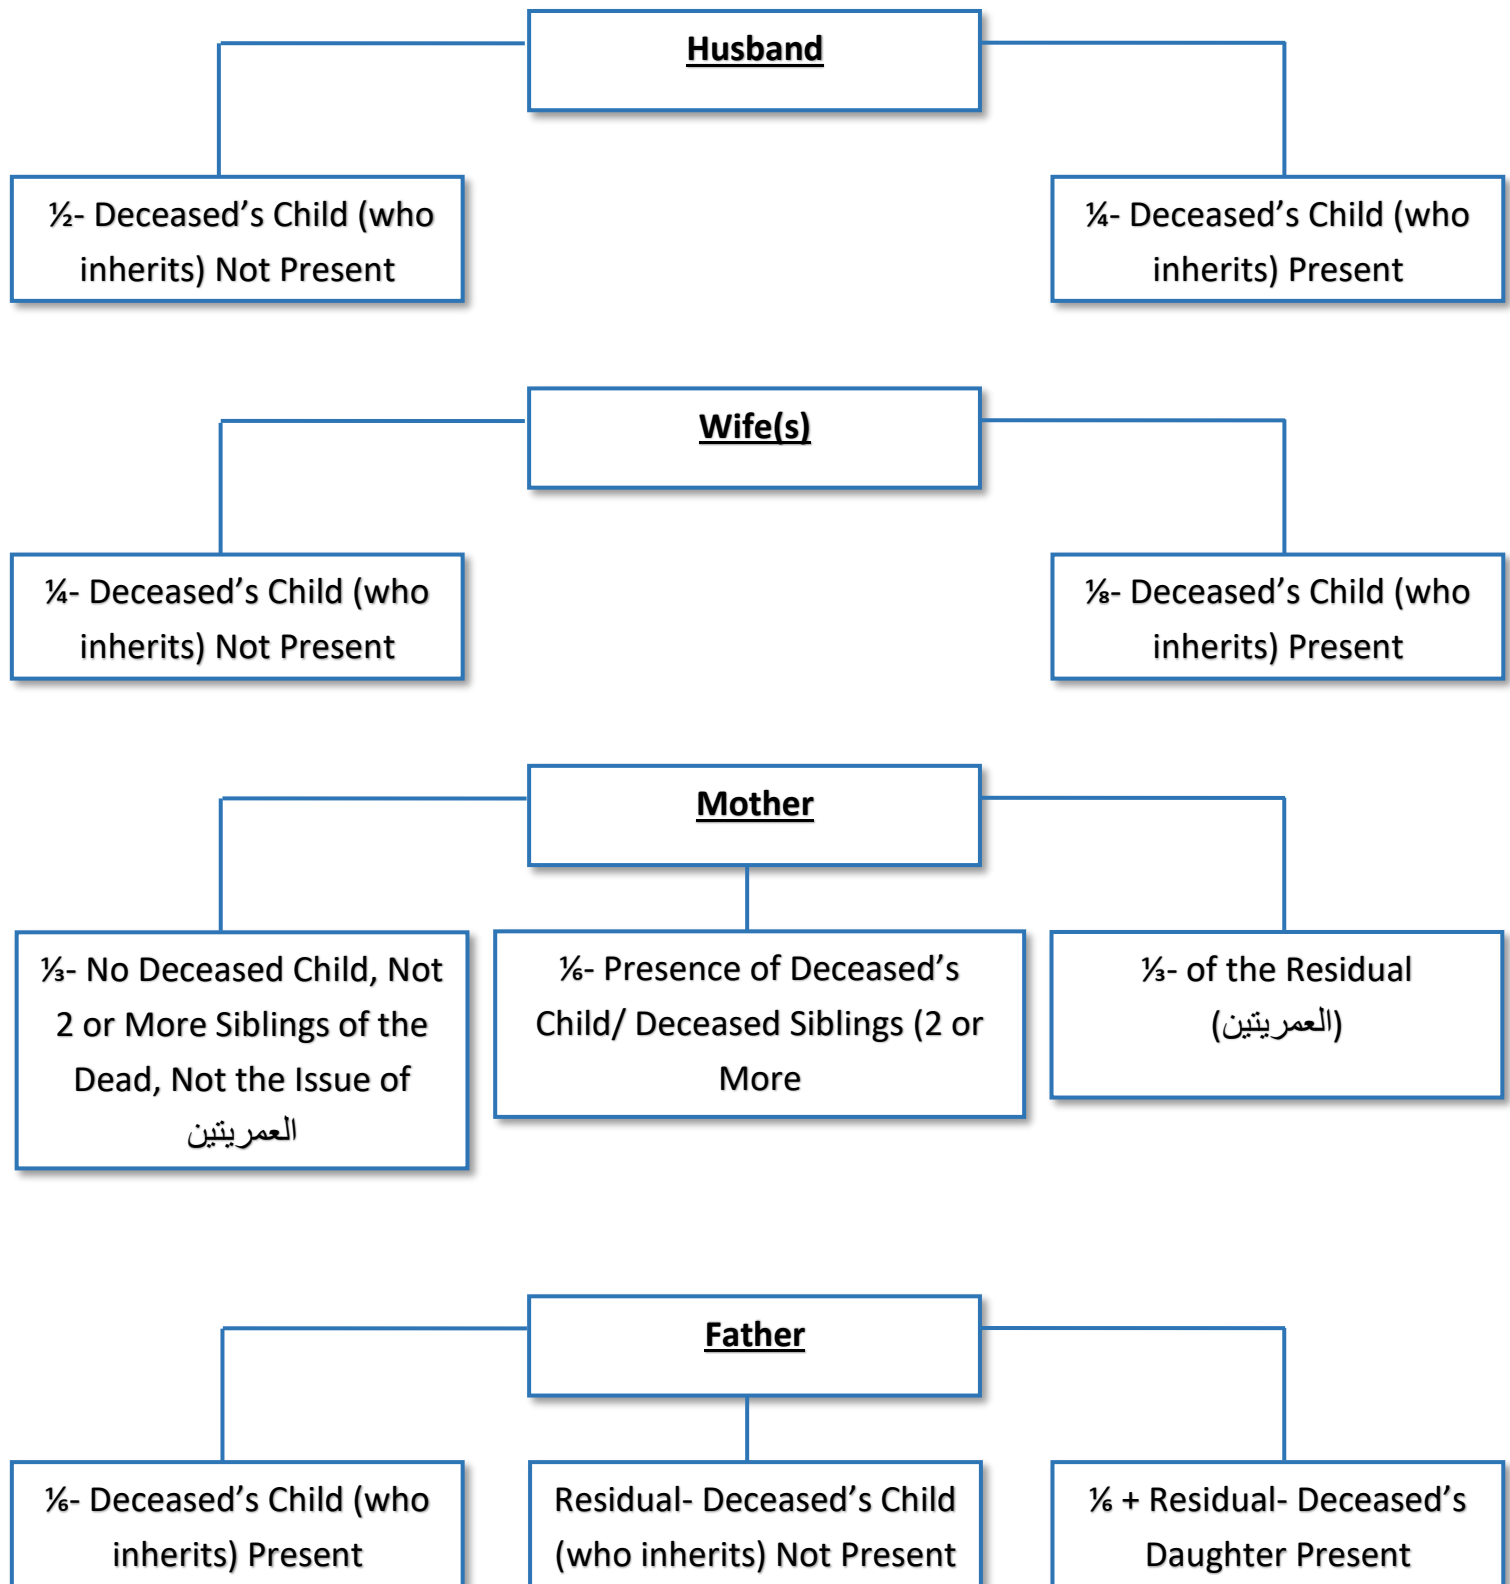 Husband
½- Deceased’s Child (who
inherits) Not Present
¼- Deceased’s Child (who
inherits) Present
Wife(s)
¼- Deceased’s Child (who
inherits) Not Present
⅛- Deceased’s Child (who
inherits) Present
Mother
⅓- No Deceased Child, Not
2 or More Siblings of the
Dead, Not the Issue of
العمريتين
⅙- Presence of Deceased’s
Child/ Deceased Siblings (2 or
More
⅓- of the Residual
(العمريتين)
Father
⅙- Deceased’s Child (who
inherits) Present
Residual- Deceased’s Child
(who inherits) Not Present
⅙ + Residual- Deceased’s
Daughter Present